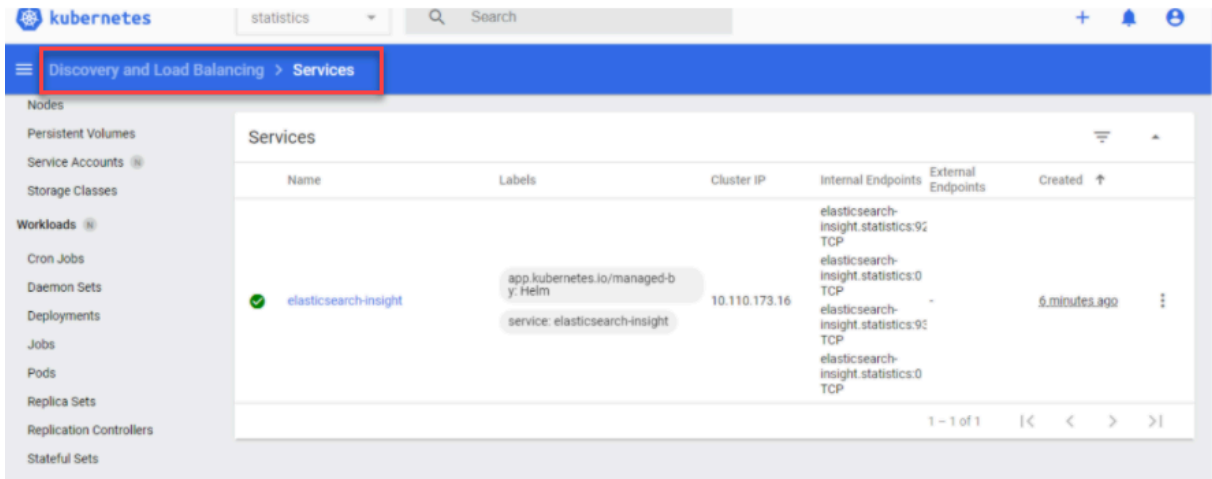 kubernetes
statistics
Search
Discovery and Load Balancing > Services
Nodes
Persistent Volumes
Service Accounts N
Storage Classes
Workloads N
Cron Jobs
Daemon Sets
Deployments
Jobs
Pods
Replica Sets
Replication Controllers
Stateful Sets
Services
Name Labels Cluster IP Internal Endpoints External Endpoints Created
elasticsearch-insight
app.kubernetes.io/managed-b
y: Helm
service: elasticsearch-insight
10.110.173.16
elasticsearch-
insight.statistics:92
TCP
elasticsearch-
insight.statistics:0
TCP
elasticsearch-
insight.statistics:93
TCP
elasticsearch-
insight.statistics:0
TCP
-
6 minutes ago
1 – 1 of 1